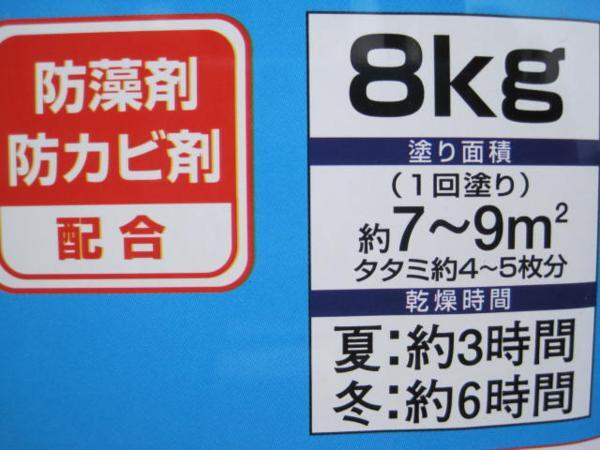 防藻剤
防カビ剤
配合
8kg
塗り面積
(1回塗り)
約7〜9m²
タタミ約4〜5枚分
乾燥時間
夏:約3時間
冬:約6時間